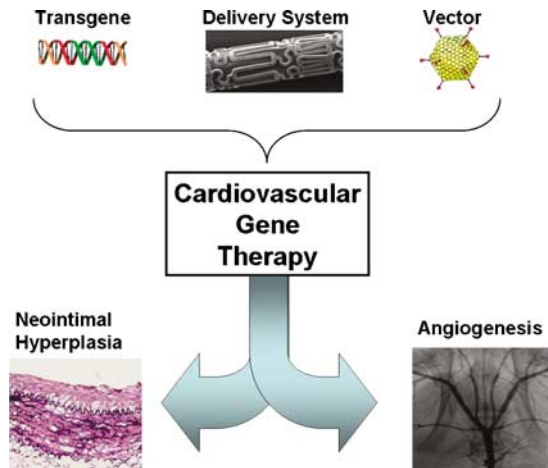 Transgene
Delivery System
Vector
Cardiovascular
Gene
Therapy
Neointimal
Hyperplasia
Angiogenesis